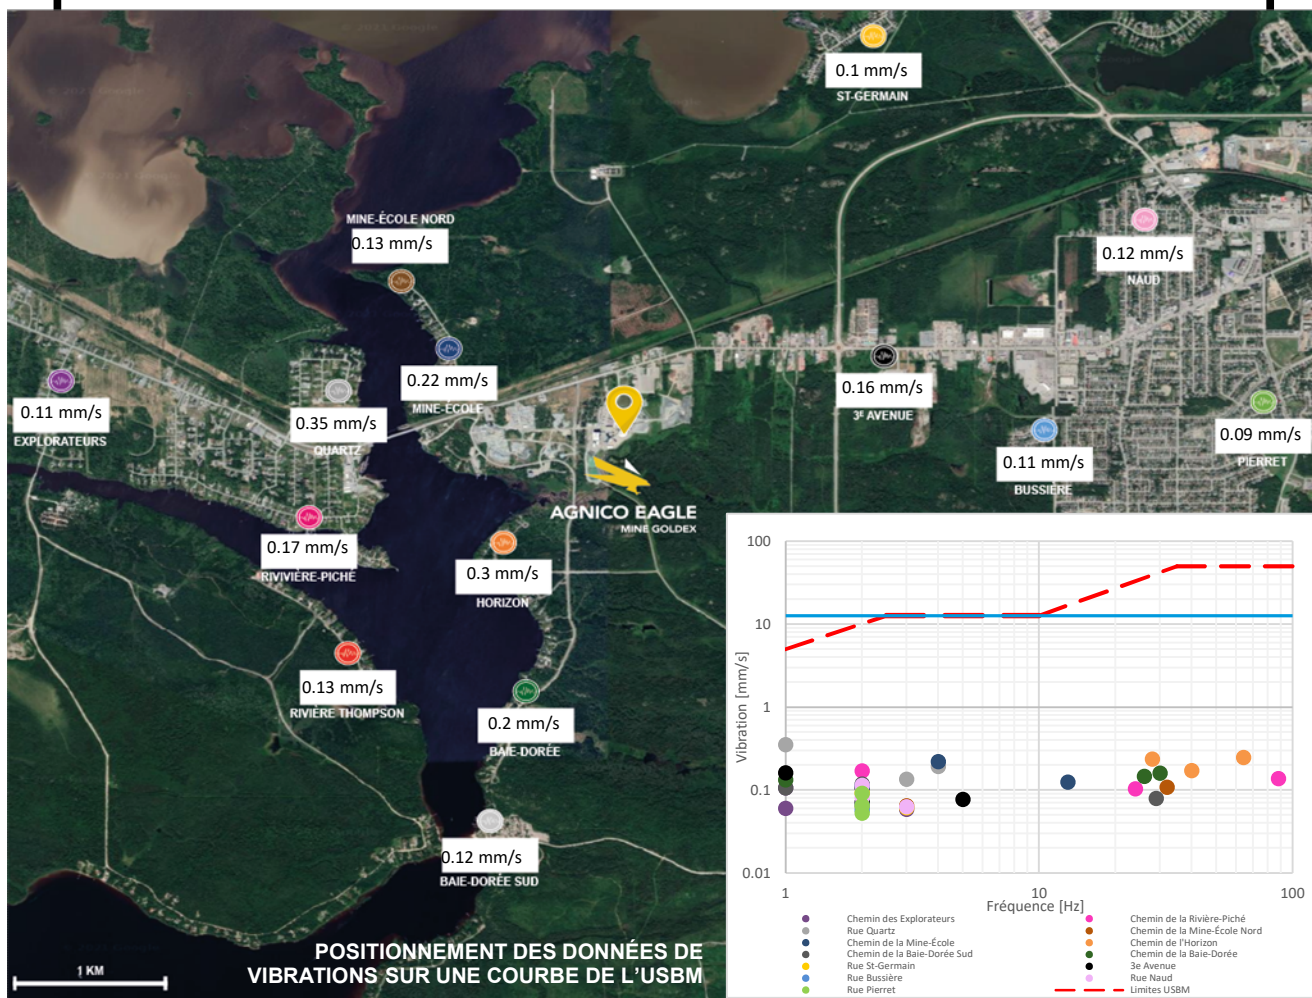 0.1 mm/s
ST-GERMAIN
MINE-ÉCOLE NORD
0.13 mm/s
0.12 mm/s
NAUD
0.11 mm/s
EXPLORATEURS
0.35 mm/s
QUARTZ
0.22 mm/s
MINE-ÉCOLE
0.16 mm/s
3E AVENUE
0.11 mm/s
BUSSIÈRE
0.09 mm/s
PIERRET
AGNICO EAGLE
MINE GOLDEX
0.17 mm/s
RIVIVIÈRE-PICHÉ
0.3 mm/s
HORIZON
0.13 mm/s
RIVIÈRE THOMPSON
0.2 mm/s
BAIE-DORÉE
0.12 mm/s
BAIE-DORÉE SUD
1 KM
POSITIONNEMENT DES DONNÉES DE
VIBRATIONS SUR UNE COURBE DE L'USBM
Vibration [mm/s]
100
10
1
0.1
0.01
1 10 100
Fréquence [Hz]
Chemin des Explorateurs
Rue Quartz
Chemin de la Mine-École
Chemin de la Baie-Dorée Sud
Rue St-Germain
Rue Bussière
Rue Pierret
Chemin de la Rivière-Piché
Chemin de la Mine-École Nord
Chemin de l'Horizon
Chemin de la Baie-Dorée
3e Avenue
Rue Naud
Limites USBM